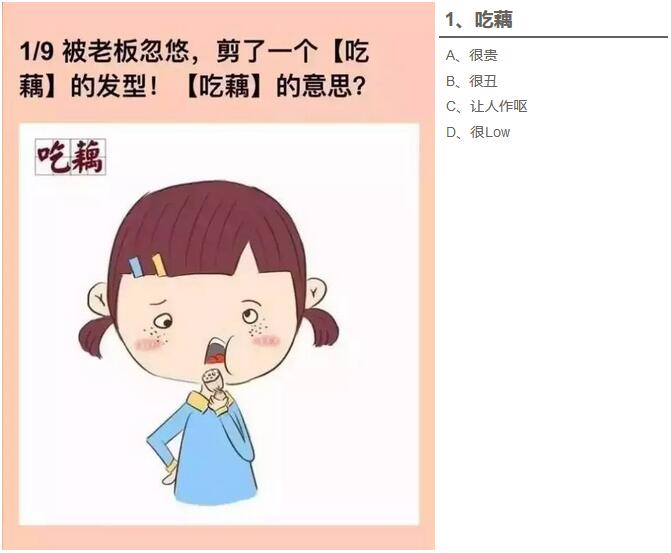 1/9 被老板忽悠，剪了一个【吃
藕】的发型！【吃藕】的意思?
吃藕
1、吃藕
A、很贵
B、很丑
C、让人作呕
D、很Low